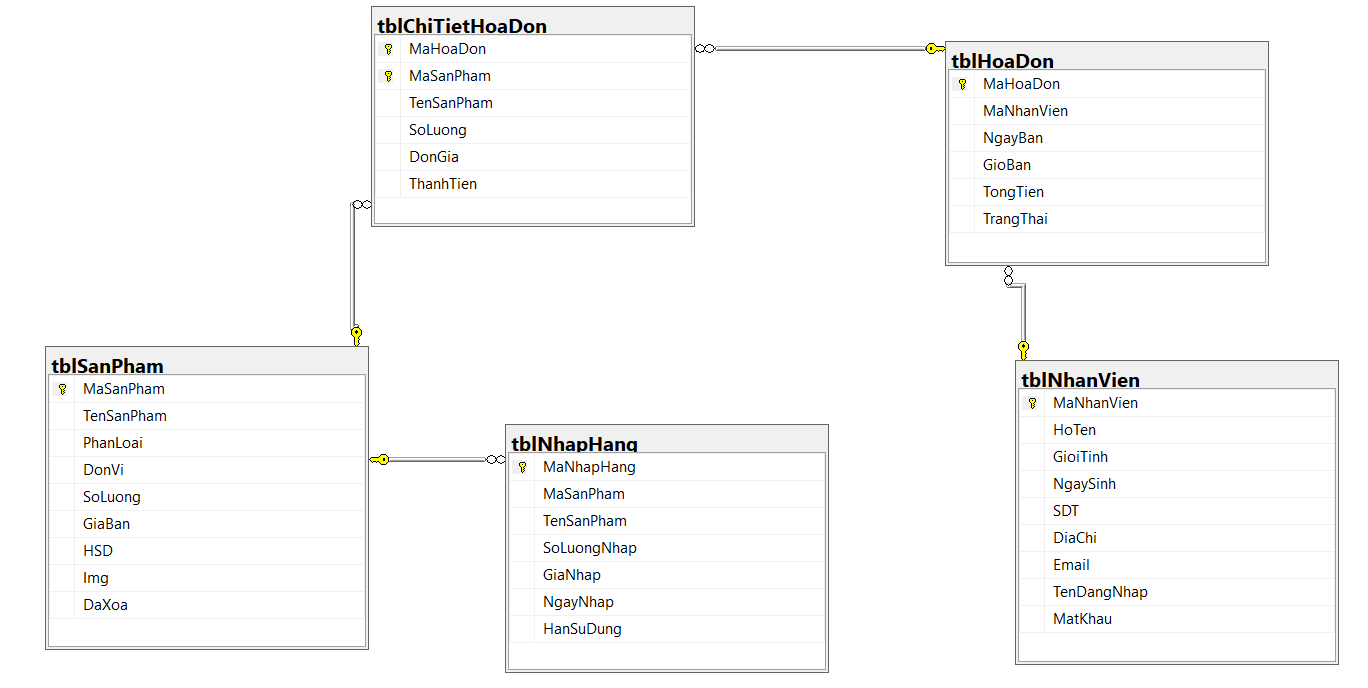 tblChiTietHoaDon
MaHoaDon
MaSanPham
TenSanPham
SoLuong
DonGia
ThanhTien
tblHoaDon
MaHoaDon
MaNhanVien
NgayBan
GioBan
TongTien
TrangThai
tblSanPham
MaSanPham
TenSanPham
PhanLoai
DonVi
SoLuong
GiaBan
HSD
Img
DaXoa
tblNhapHang
MaNhapHang
MaSanPham
TenSanPham
SoLuongNhap
GiaNhap
NgayNhap
HanSuDung
tblNhanVien
MaNhanVien
HoTen
GioiTinh
NgaySinh
SDT
DiaChi
Email
TenDangNhap
MatKhau